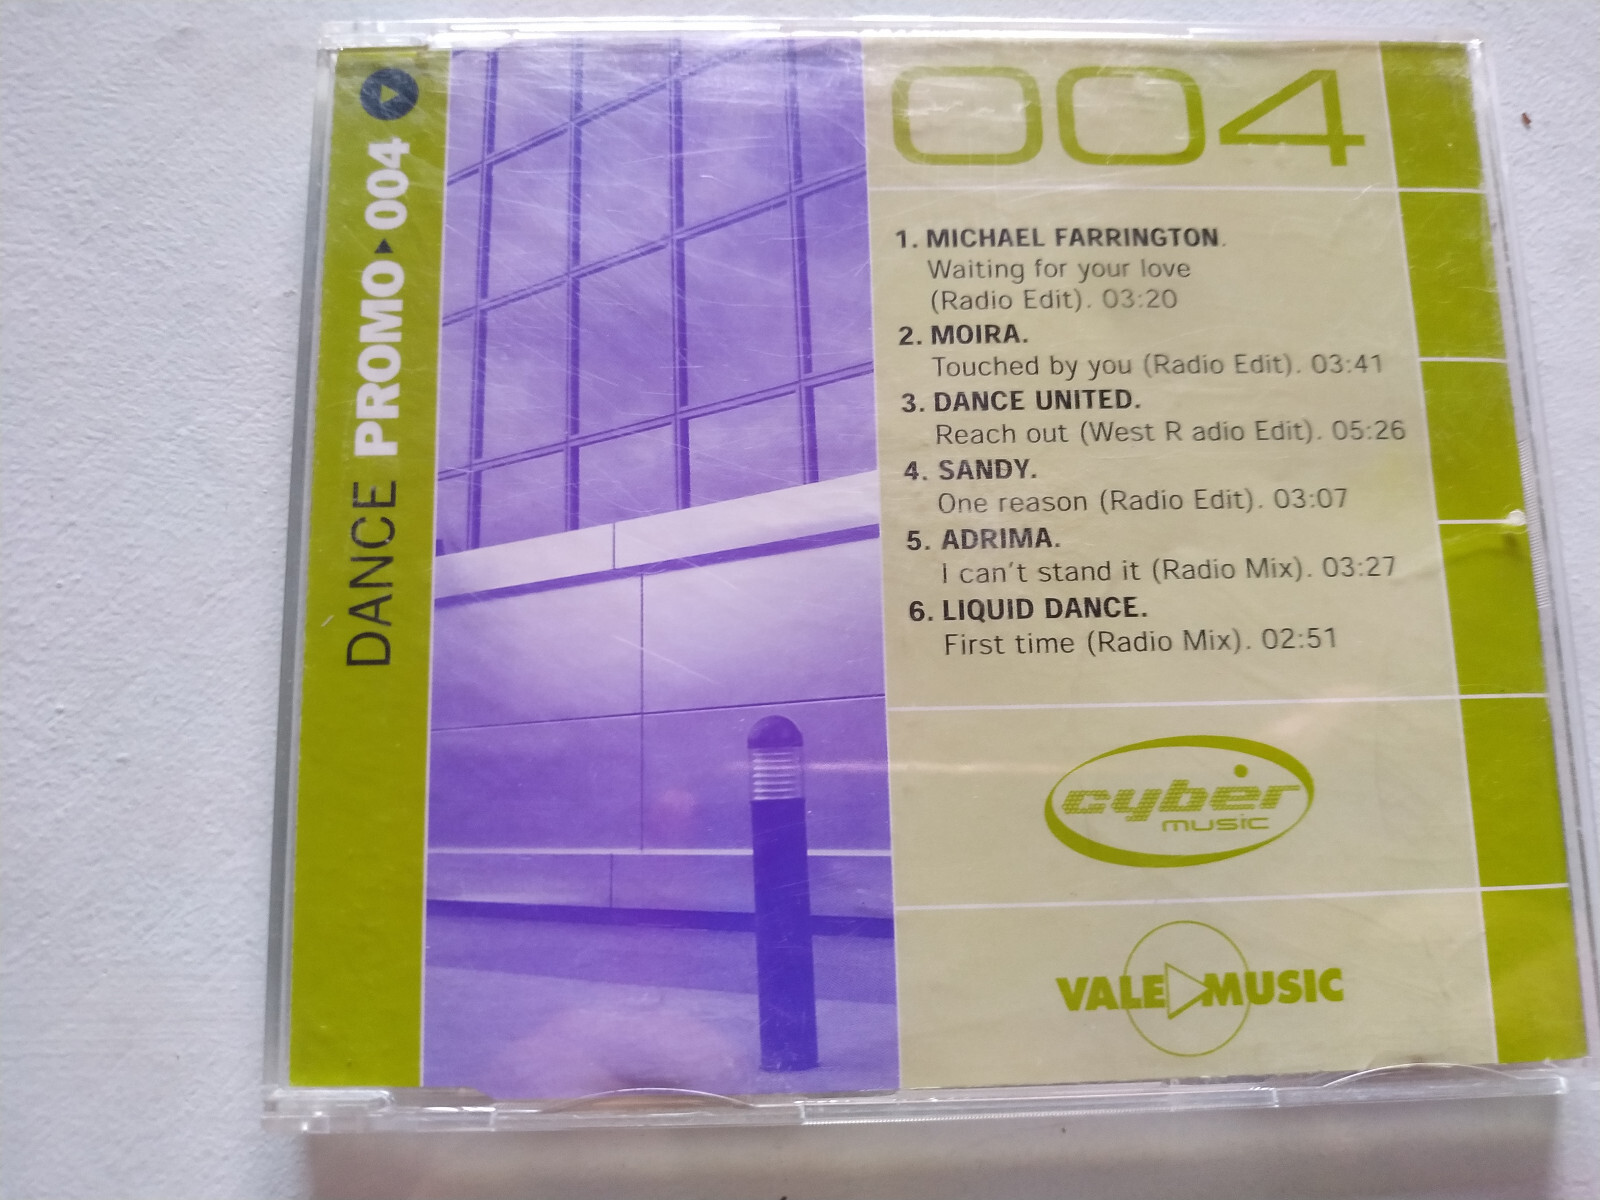 DANCE PROMO 004
004
1. MICHAEL FARRINGTON.
Waiting for your love
(Radio Edit). 03:20
2. MOIRA.
Touched by you (Radio Edit). 03:41
3. DANCE UNITED.
Reach out (West R adio Edit). 05:26
4. SANDY.
One reason (Radio Edit). 03:07
5. ADRIMA.
I can't stand it (Radio Mix). 03:27
6. LIQUID DANCE.
First time (Radio Mix). 02:51
cyber
music
VALE MUSIC